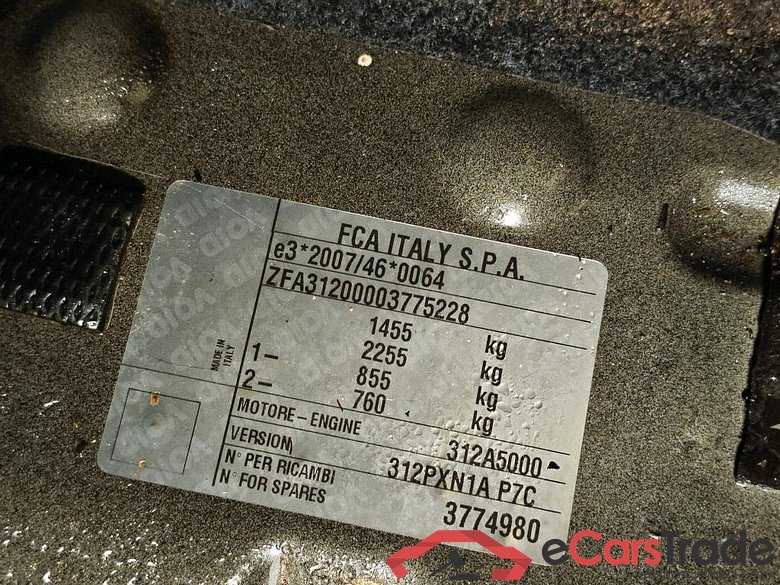 FCA ITALY S.P.A.
e3*2007/46*0064
ZFA31200003775228
1455 kg
1– 2255 kg
2– 855 kg
760 kg
MADE IN
ITALY
MOTORE – ENGINE 312A5000
VERSION 312PXN1A P7C
N° PER RICAMBI
N° FOR SPARES 3774980
eCarsTrade